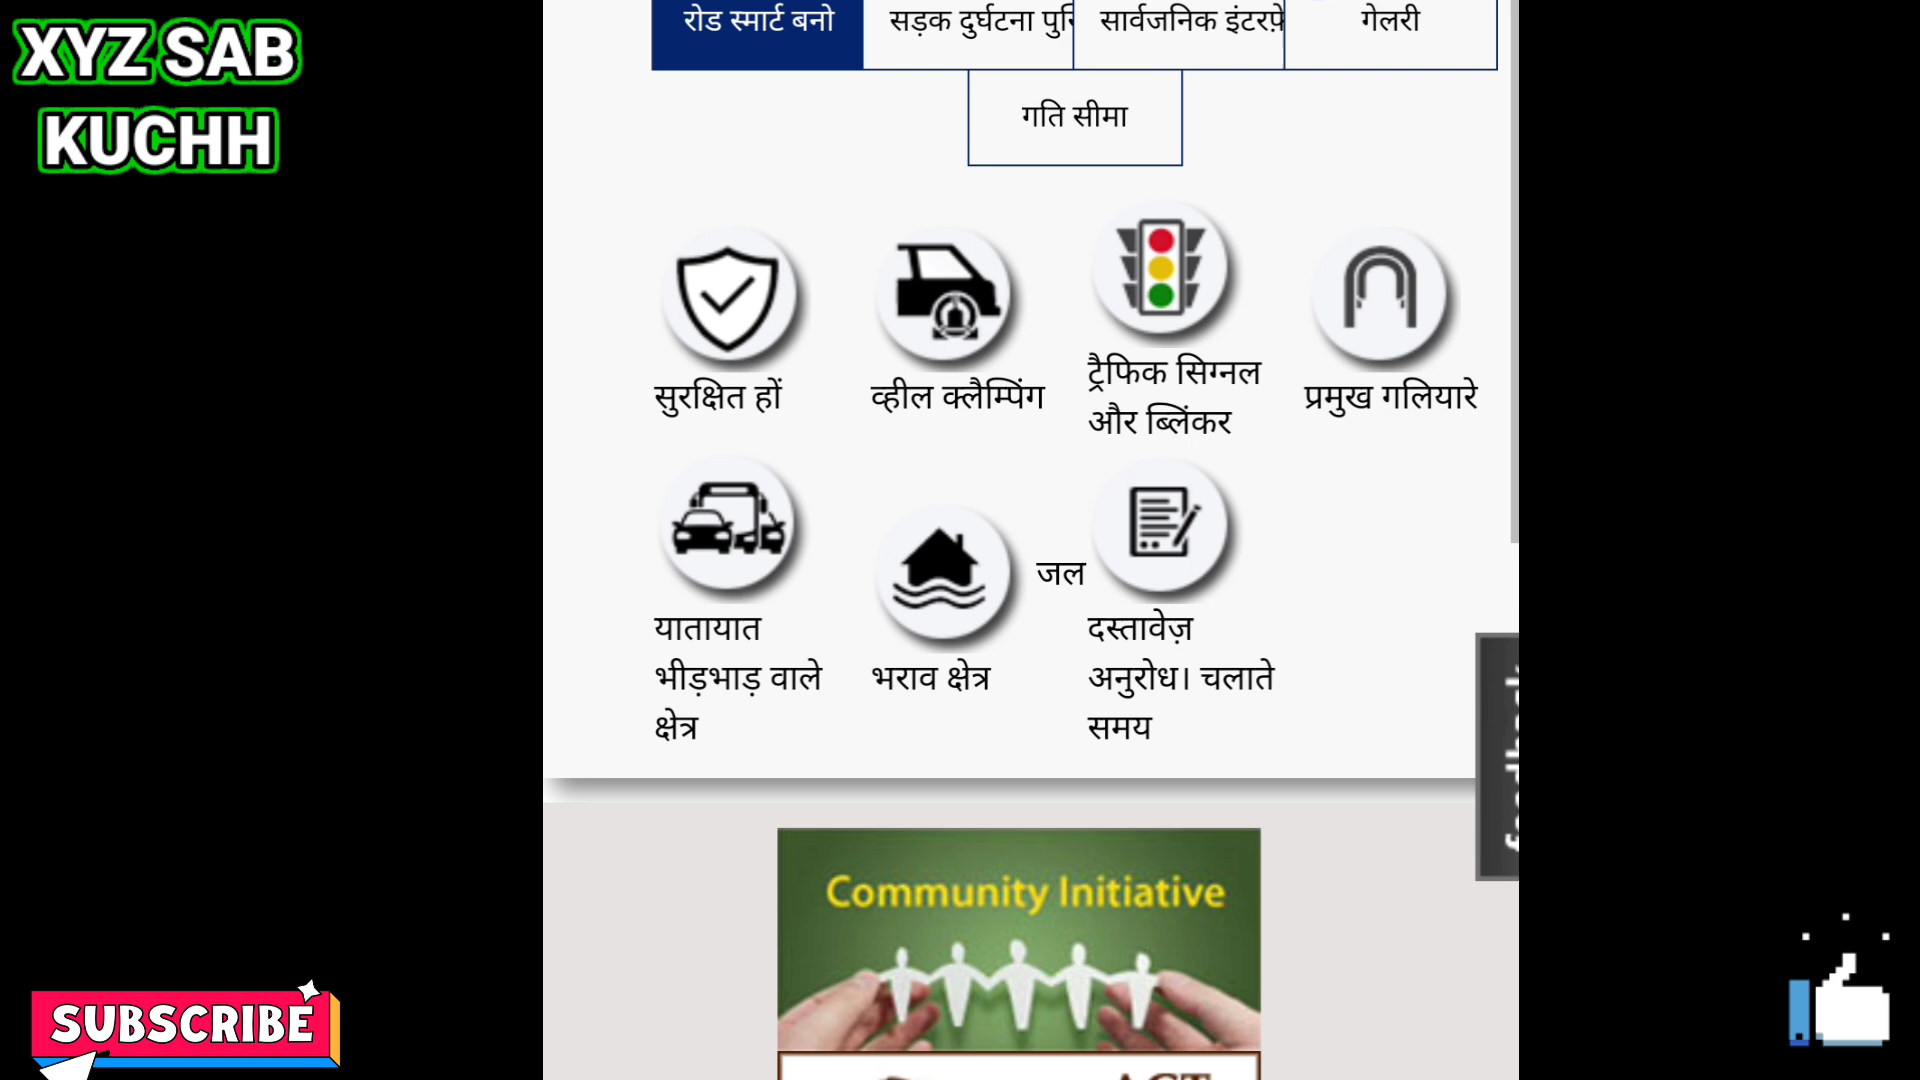 XYZ SAB
KUCHH
रोड स्मार्ट बनो
सड़क दुर्घटना
सार्वजनिक
गेलरी
गति सीमा
सुरक्षित हों
व्हील क्लैम्पिंग
ट्रैफिक सिग्नल
और ब्लिंकर
प्रमुख गलियारे
यातायात
भीड़भाड़ वाले
क्षेत्र
जल
भराव क्षेत्र
दस्तावेज़
अनुरोध। चलाते
समय
Community Initiative
SUBSCRIBE